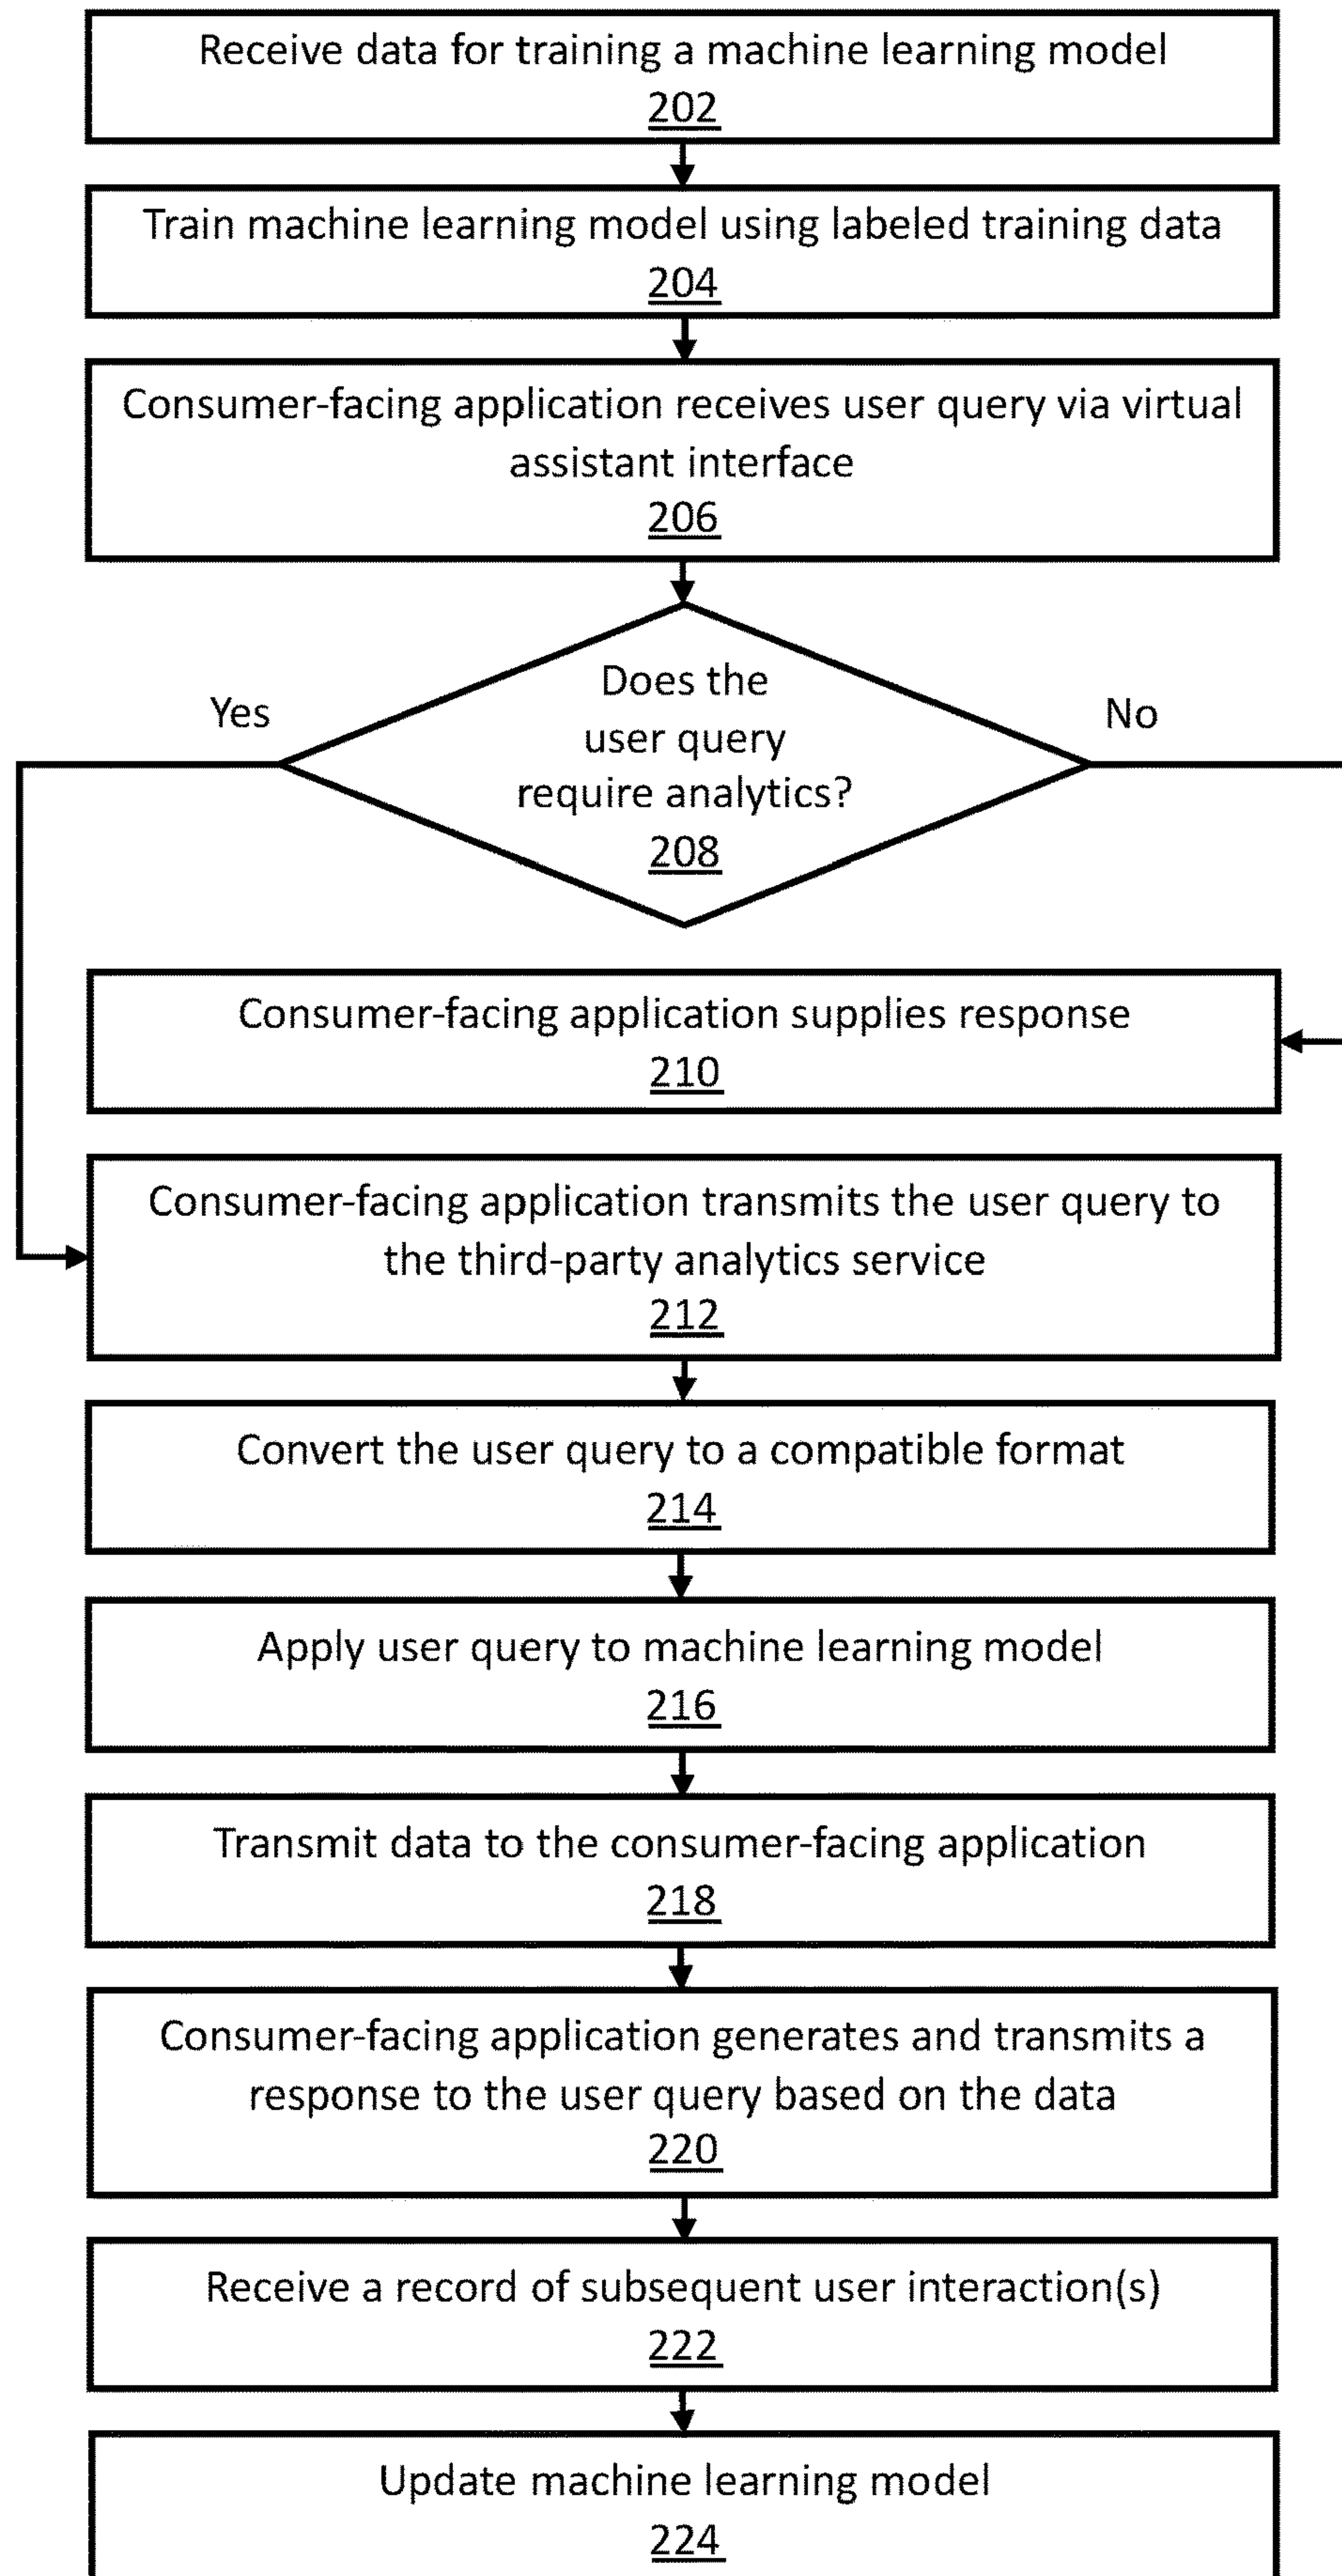 Receive data for training a machine learning model
202
Train machine learning model using labeled training data
204
Consumer-facing application receives user query via virtual
assistant interface
206
Yes
No
Does the
user query
require analytics?
208
Consumer-facing application supplies response
210
Consumer-facing application transmits the user query to
the third-party analytics service
212
Convert the user query to a compatible format
214
Apply user query to machine learning model
216
Transmit data to the consumer-facing application
218
Consumer-facing application generates and transmits a
response to the user query based on the data
220
Receive a record of subsequent user interaction(s)
222
Update machine learning model
224